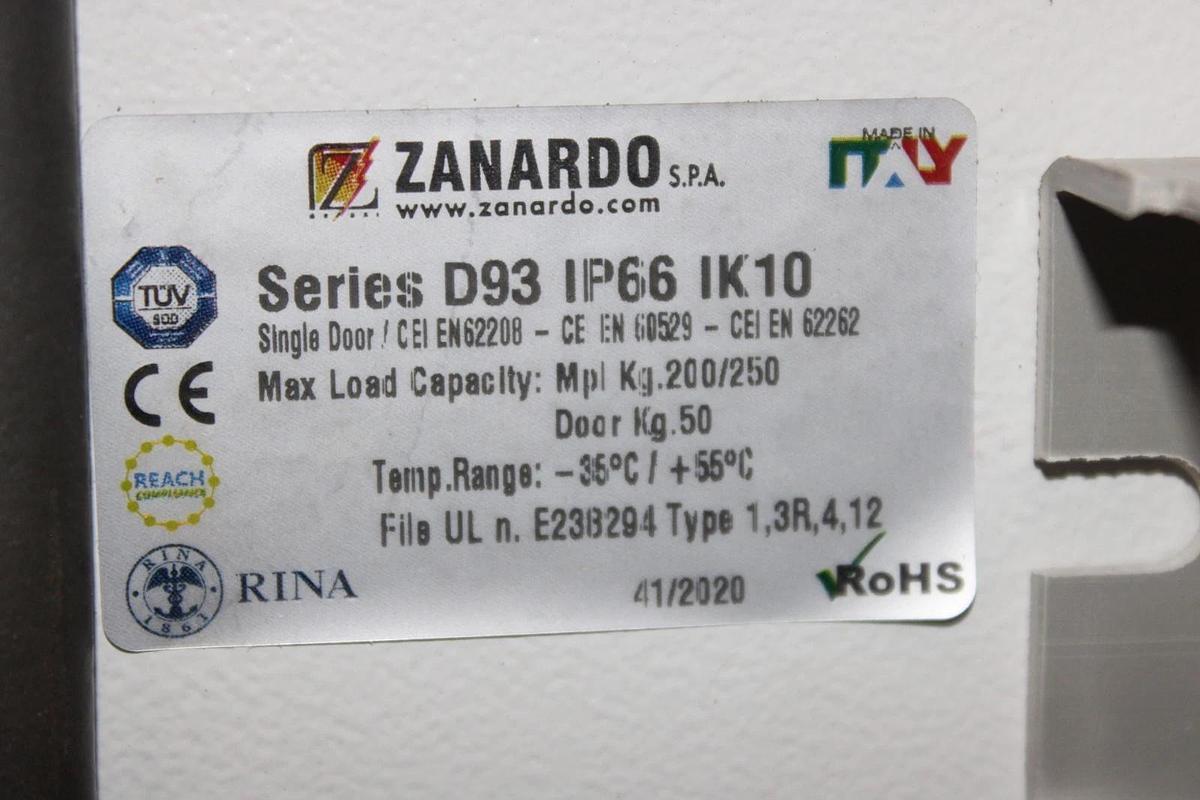 ZANARDO S.P.A.
www.zanardo.com
MADE IN
ITALY
TÜV
SÜD
Series D93 IP66 IK10
Single Door / CEI EN62208 - CE EN 60529 - CEI EN 62262
Max Load Capacity: Mpl Kg.200/250
Door Kg.50
Temp.Range: -35°C / +55°C
File UL n. E238294 Type 1,3R,4,12
CE
REACH
COMPLIANCE
RINA
1861
RINA
41/2020
RoHS